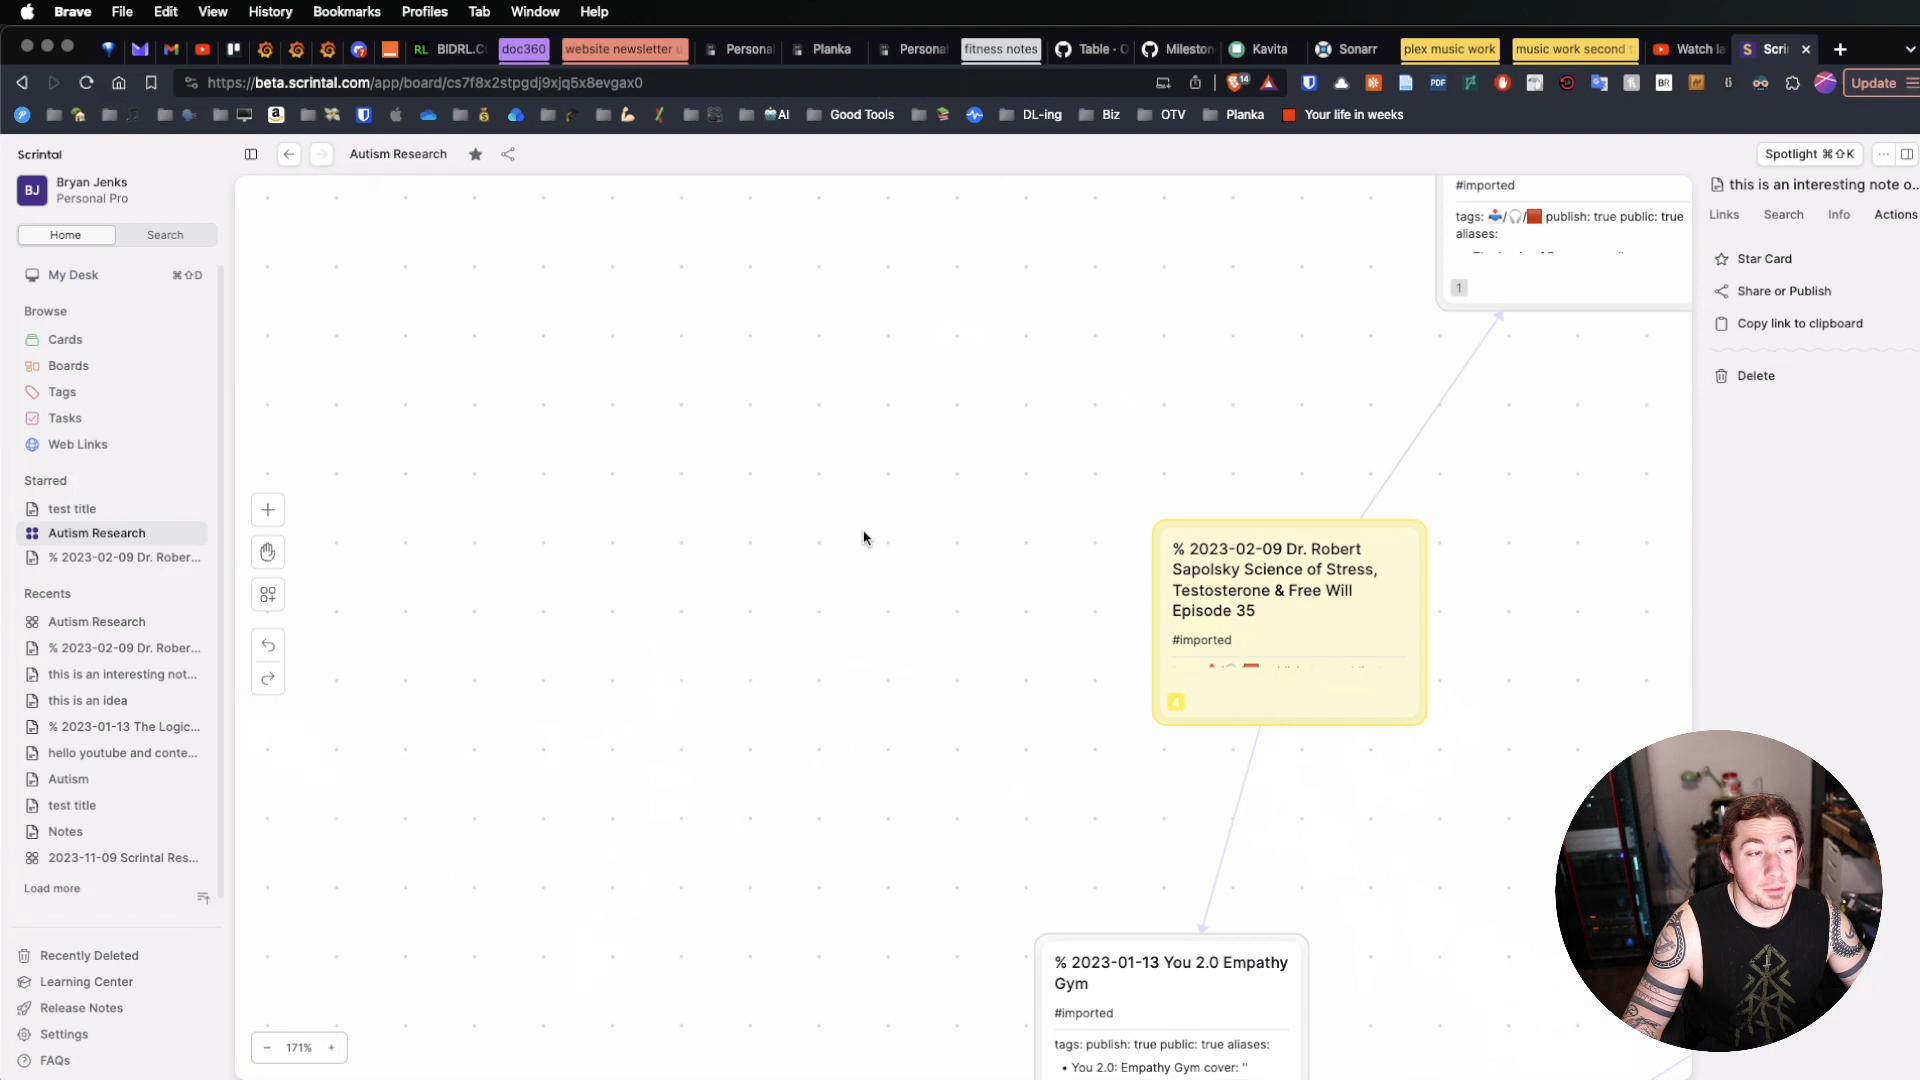 Brave File Edit View History Bookmarks Profiles Tab Window Help
RL BIDRL.C doc360 website newsletter u Persona Planka Persona fitness notes Table · Mileston Kavita Sonarr plex music work music work second t Watch la Scri
https://beta.scrintal.com/app/board/cs7f8x2stpgdj9xjq5x8evgax0 14 PDF BR Update
AI Good Tools DL-ing Biz OTV Planka Your life in weeks
Scrintal
BJ
Bryan Jenks
Personal Pro
Home Search
My Desk ⌘⇧D
Browse
Cards
Boards
Tags
Tasks
Web Links
Starred
test title
Autism Research
% 2023-02-09 Dr. Rober...
Recents
Autism Research
% 2023-02-09 Dr. Rober...
this is an interesting not...
this is an idea
% 2023-01-13 The Logic...
hello youtube and conte...
Autism
test title
Notes
2023-11-09 Scrintal Res...
Load more
Recently Deleted
Learning Center
Release Notes
Settings
FAQs
Autism Research
Spotlight ⌘⇧K
#imported
tags: 📥/🎧/🟥 publish: true public: true
aliases:
1
% 2023-02-09 Dr. Robert
Sapolsky Science of Stress,
Testosterone & Free Will
Episode 35
#imported
4
% 2023-01-13 You 2.0 Empathy
Gym
#imported
tags: publish: true public: true aliases:
• You 2.0: Empathy Gym cover: "
− 171% +
this is an interesting note o...
Links Search Info Actions
Star Card
Share or Publish
Copy link to clipboard
Delete